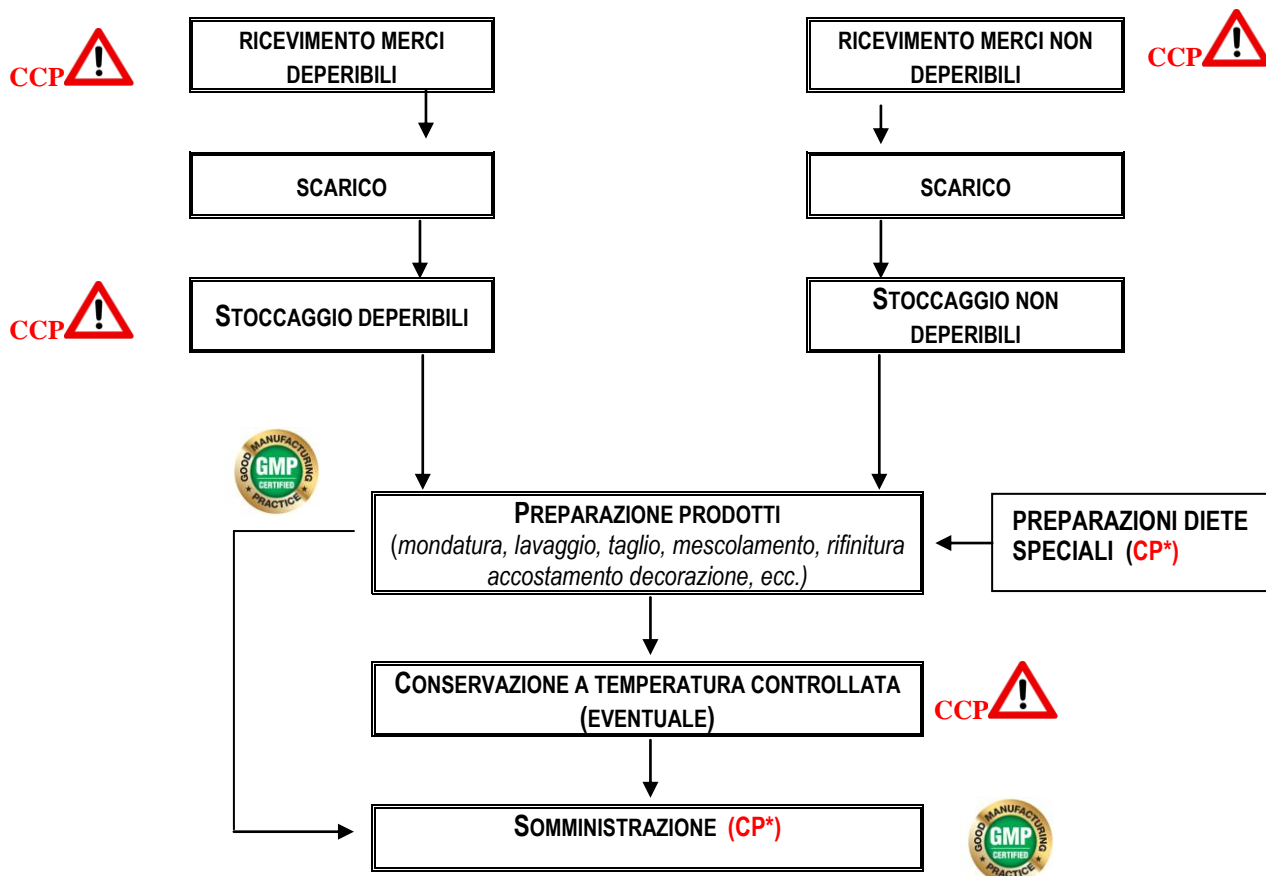 CCP
RICEVIMENTO MERCI
DEPERIBILI
RICEVIMENTO MERCI NON
DEPERIBILI
CCP
SCARICO
SCARICO
CCP
STOCCAGGIO DEPERIBILI
STOCCAGGIO NON
DEPERIBILI
GOOD MANUFACTURING
GMP
CERTIFIED
PRACTICE
PREPARAZIONE PRODOTTI
(mondatura, lavaggio, taglio, mescolamento, rifinitura
accostamento decorazione, ecc.)
PREPARAZIONI DIETE
SPECIALI (CP*)
CONSERVAZIONE A TEMPERATURA CONTROLLATA
(EVENTUALE)
CCP
SOMMINISTRAZIONE (CP*)
GOOD MANUFACTURING
GMP
CERTIFIED
PRACTICE